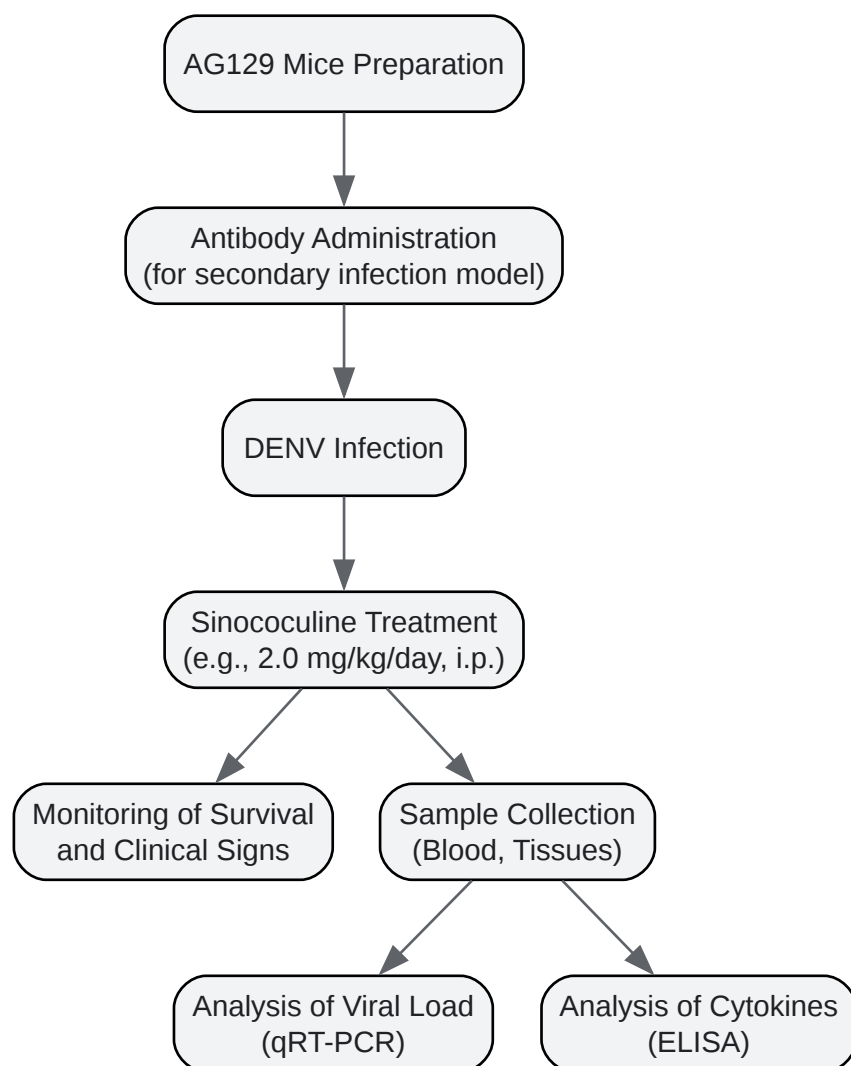 AG129 Mice Preparation
Antibody Administration
(for secondary infection model)
DENV Infection
Sinococuline Treatment
(e.g., 2.0 mg/kg/day, i.p.)
Monitoring of Survival
and Clinical Signs
Sample Collection
(Blood, Tissues)
Analysis of Viral Load
(qRT-PCR)
Analysis of Cytokines
(ELISA)